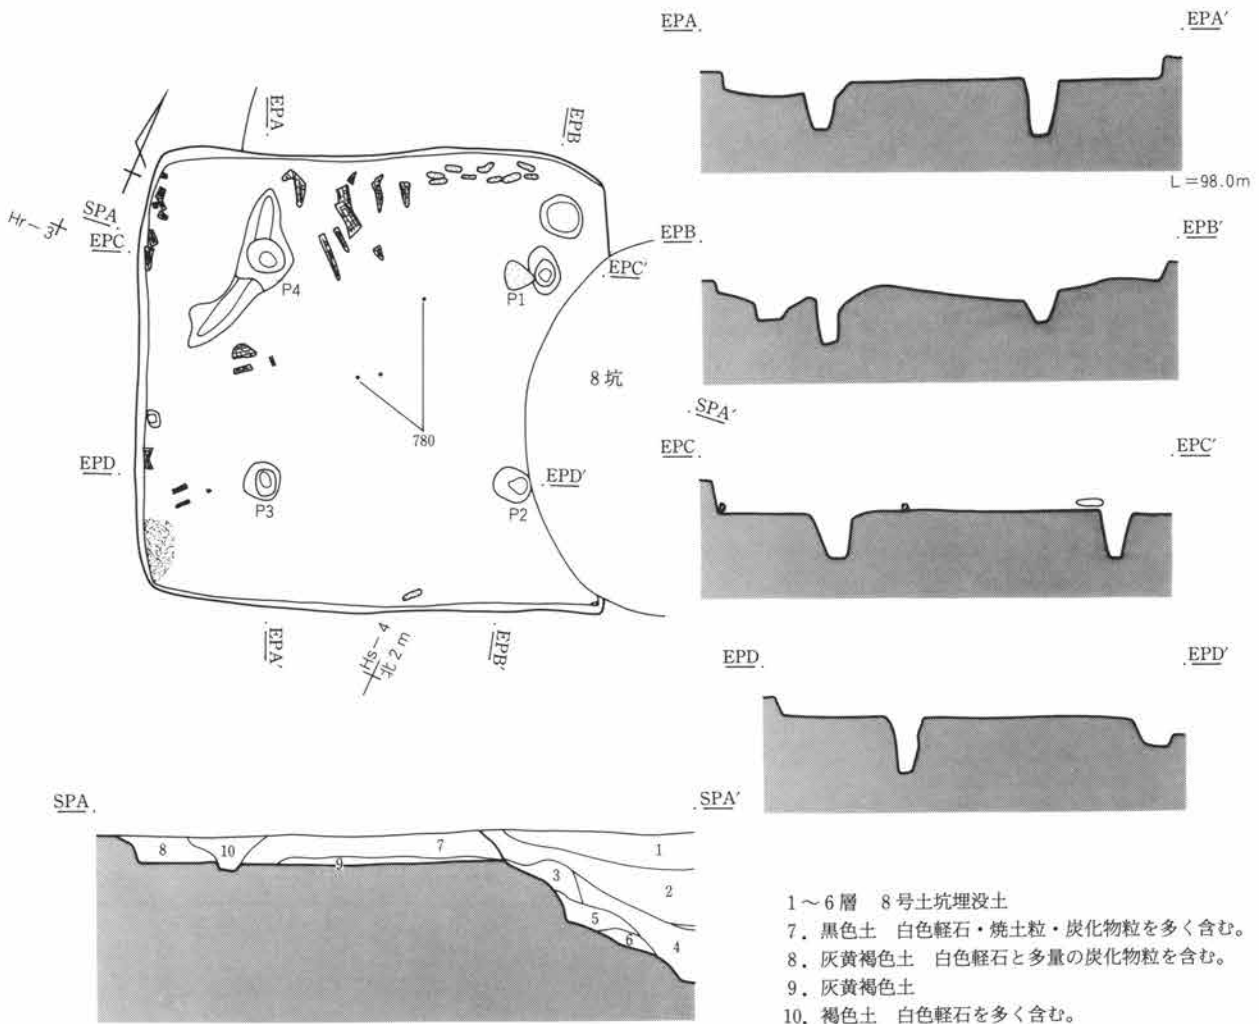 EPA
EPA′
L=98.0m
EPA
EPB
SPA
Hr-3
EPC
EPC′
P4
P1
8坑
780
SPA′
EPD
EPD′
P3
P2
EPA′
Hs-4
北2m
EPB′
EPB
EPB′
EPC
EPC′
EPD
EPD′
SPA
SPA′
8
10
9
7
1
3
2
5
6
4
1～6層 8号土坑埋没土
7. 黒色土 白色軽石・焼土粒・炭化物粒を多く含む。
8. 灰黄褐色土 白色軽石と多量の炭化物粒を含む。
9. 灰黄褐色土
10. 褐色土 白色軽石を多く含む。